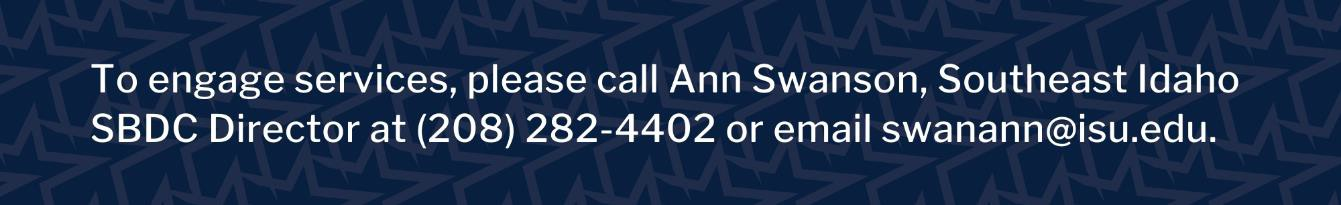 To engage services, please call Ann Swanson, Southeast Idaho
SBDC Director at (208) 282-4402 or email swanann@isu.edu.